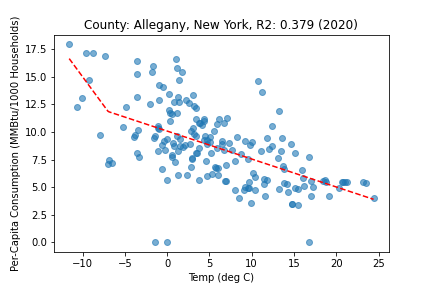 County: Allegany, New York, R2: 0.379 (2020)
Per-Capita Consumption (MMBtu/1000 Households)
17.5
15.0
12.5
10.0
7.5
5.0
2.5
0.0
−10 −5 0 5 10 15 20 25
Temp (deg C)